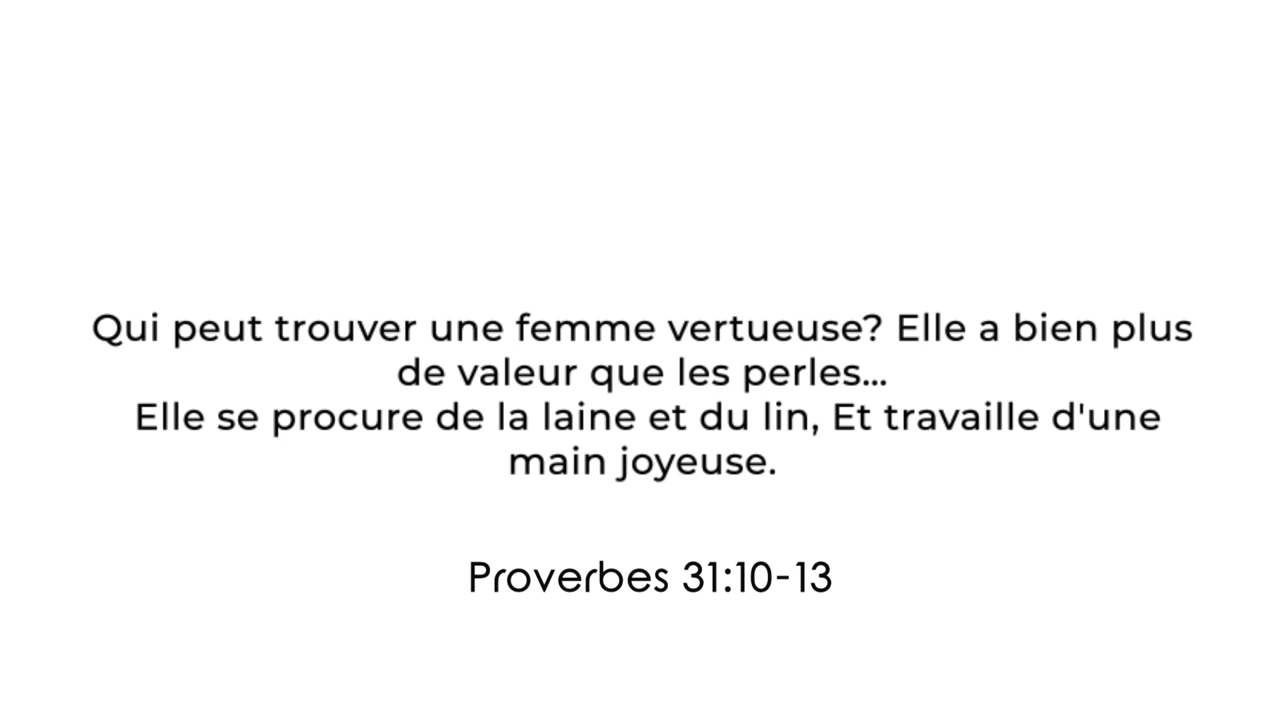 Qui peut trouver une femme vertueuse? Elle a bien plus
de valeur que les perles...
Elle se procure de la laine et du lin, Et travaille d'une
main joyeuse.
Proverbes 31:10-13